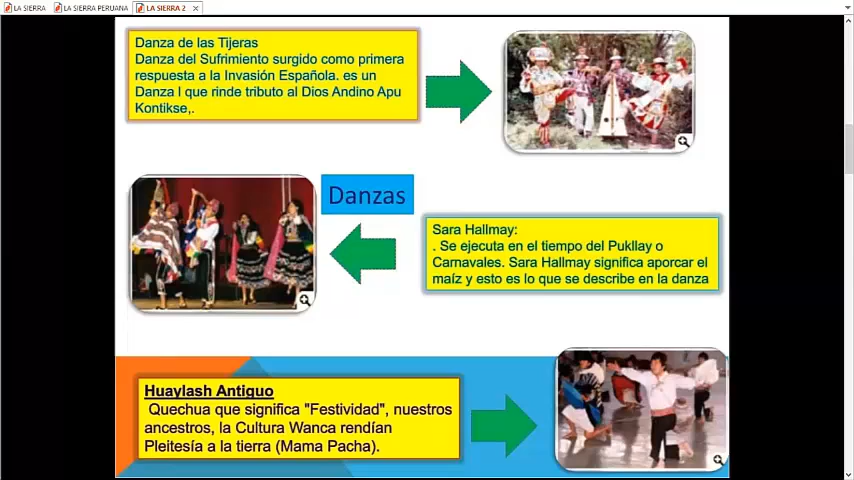 LA SIERRA
LA SIERRA PERUANA
LA SIERRA 2
Danza de las Tijeras
Danza del Sufrimiento surgido como primera
respuesta a la Invasión Española. es un
Danza l que rinde tributo al Dios Andino Apu
Kontikse,.
Danzas
Sara Hallmay:
. Se ejecuta en el tiempo del Pukllay o
Carnavales. Sara Hallmay significa aporcar el
maíz y esto es lo que se describe en la danza
Huaylash Antiguo
Quechua que significa "Festividad", nuestros
ancestros, la Cultura Wanca rendían
Pleitesía a la tierra (Mama Pacha).